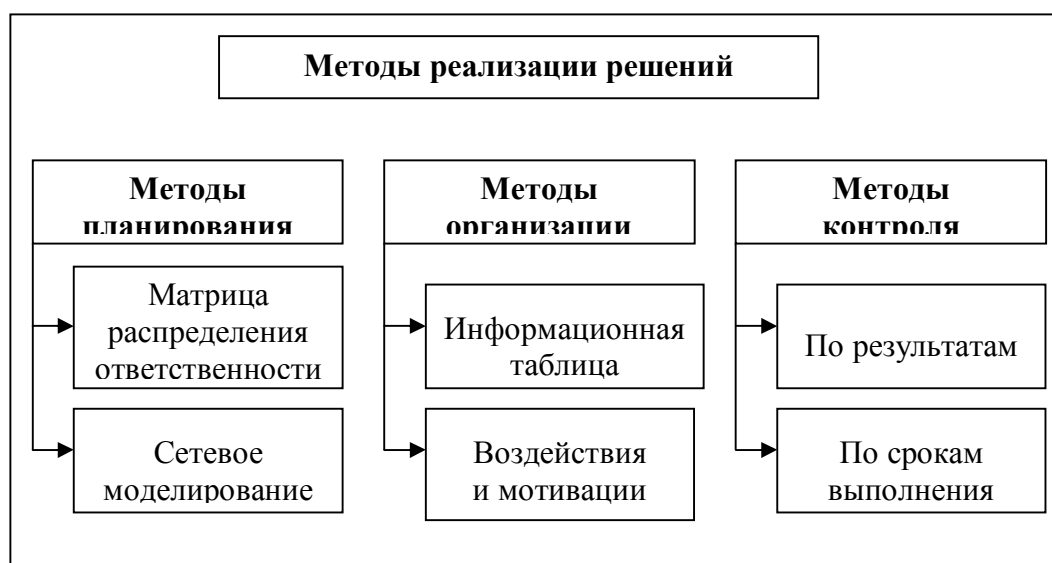 Методы реализации решений
Методы
планирования
Методы
организации
Методы
контроля
Матрица
распределения
ответственности
Информационная
таблица
По результатам
Сетевое
моделирование
Воздействия
и мотивации
По срокам
выполнения